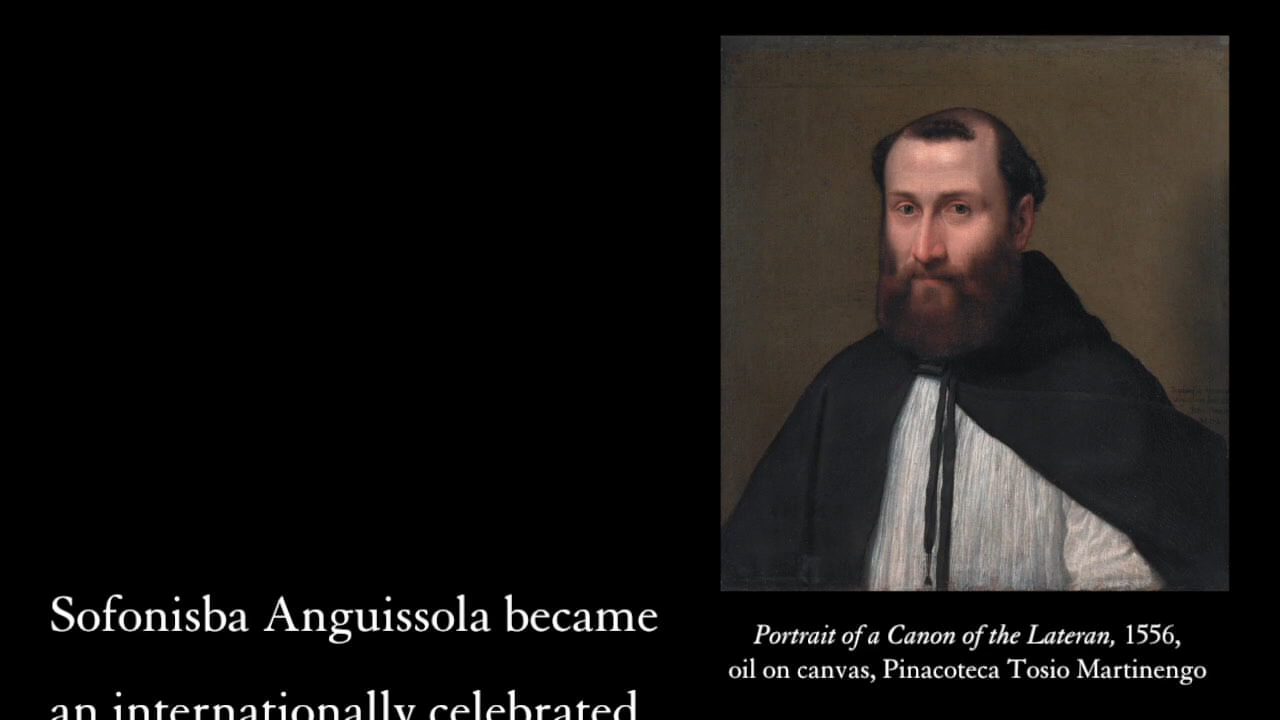 Sofonisba Anguissola became
an internationally celebrated
Portrait of a Canon of the Lateran, 1556,
oil on canvas, Pinacoteca Tosio Martinengo